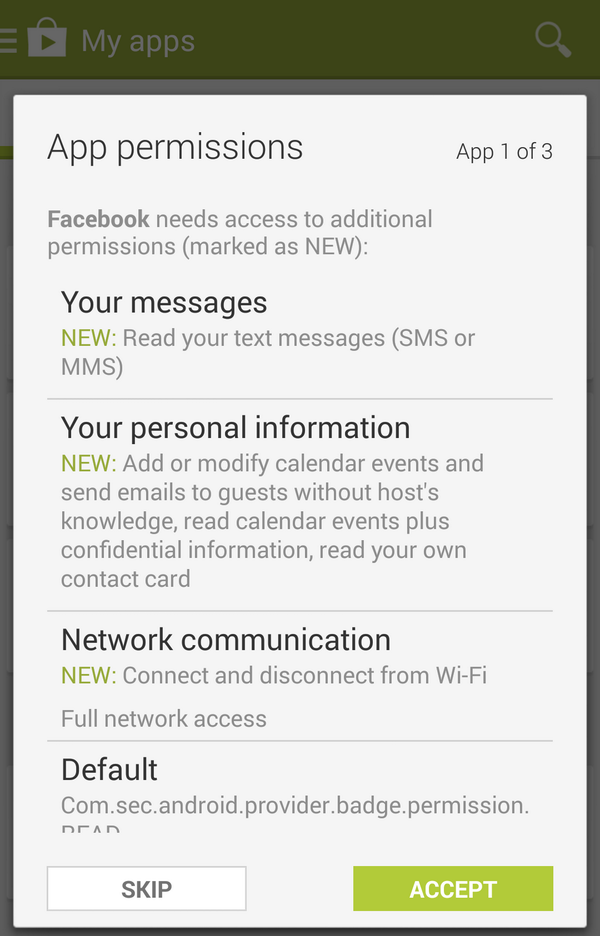 My apps
App permissions
App 1 of 3
Facebook needs access to additional
permissions (marked as NEW):
Your messages
NEW: Read your text messages (SMS or
MMS)
Your personal information
NEW: Add or modify calendar events and
send emails to guests without host's
knowledge, read calendar events plus
confidential information, read your own
contact card
Network communication
NEW: Connect and disconnect from Wi-Fi
Full network access
Default
Com.sec.android.provider.badge.permission.
READ
SKIP
ACCEPT